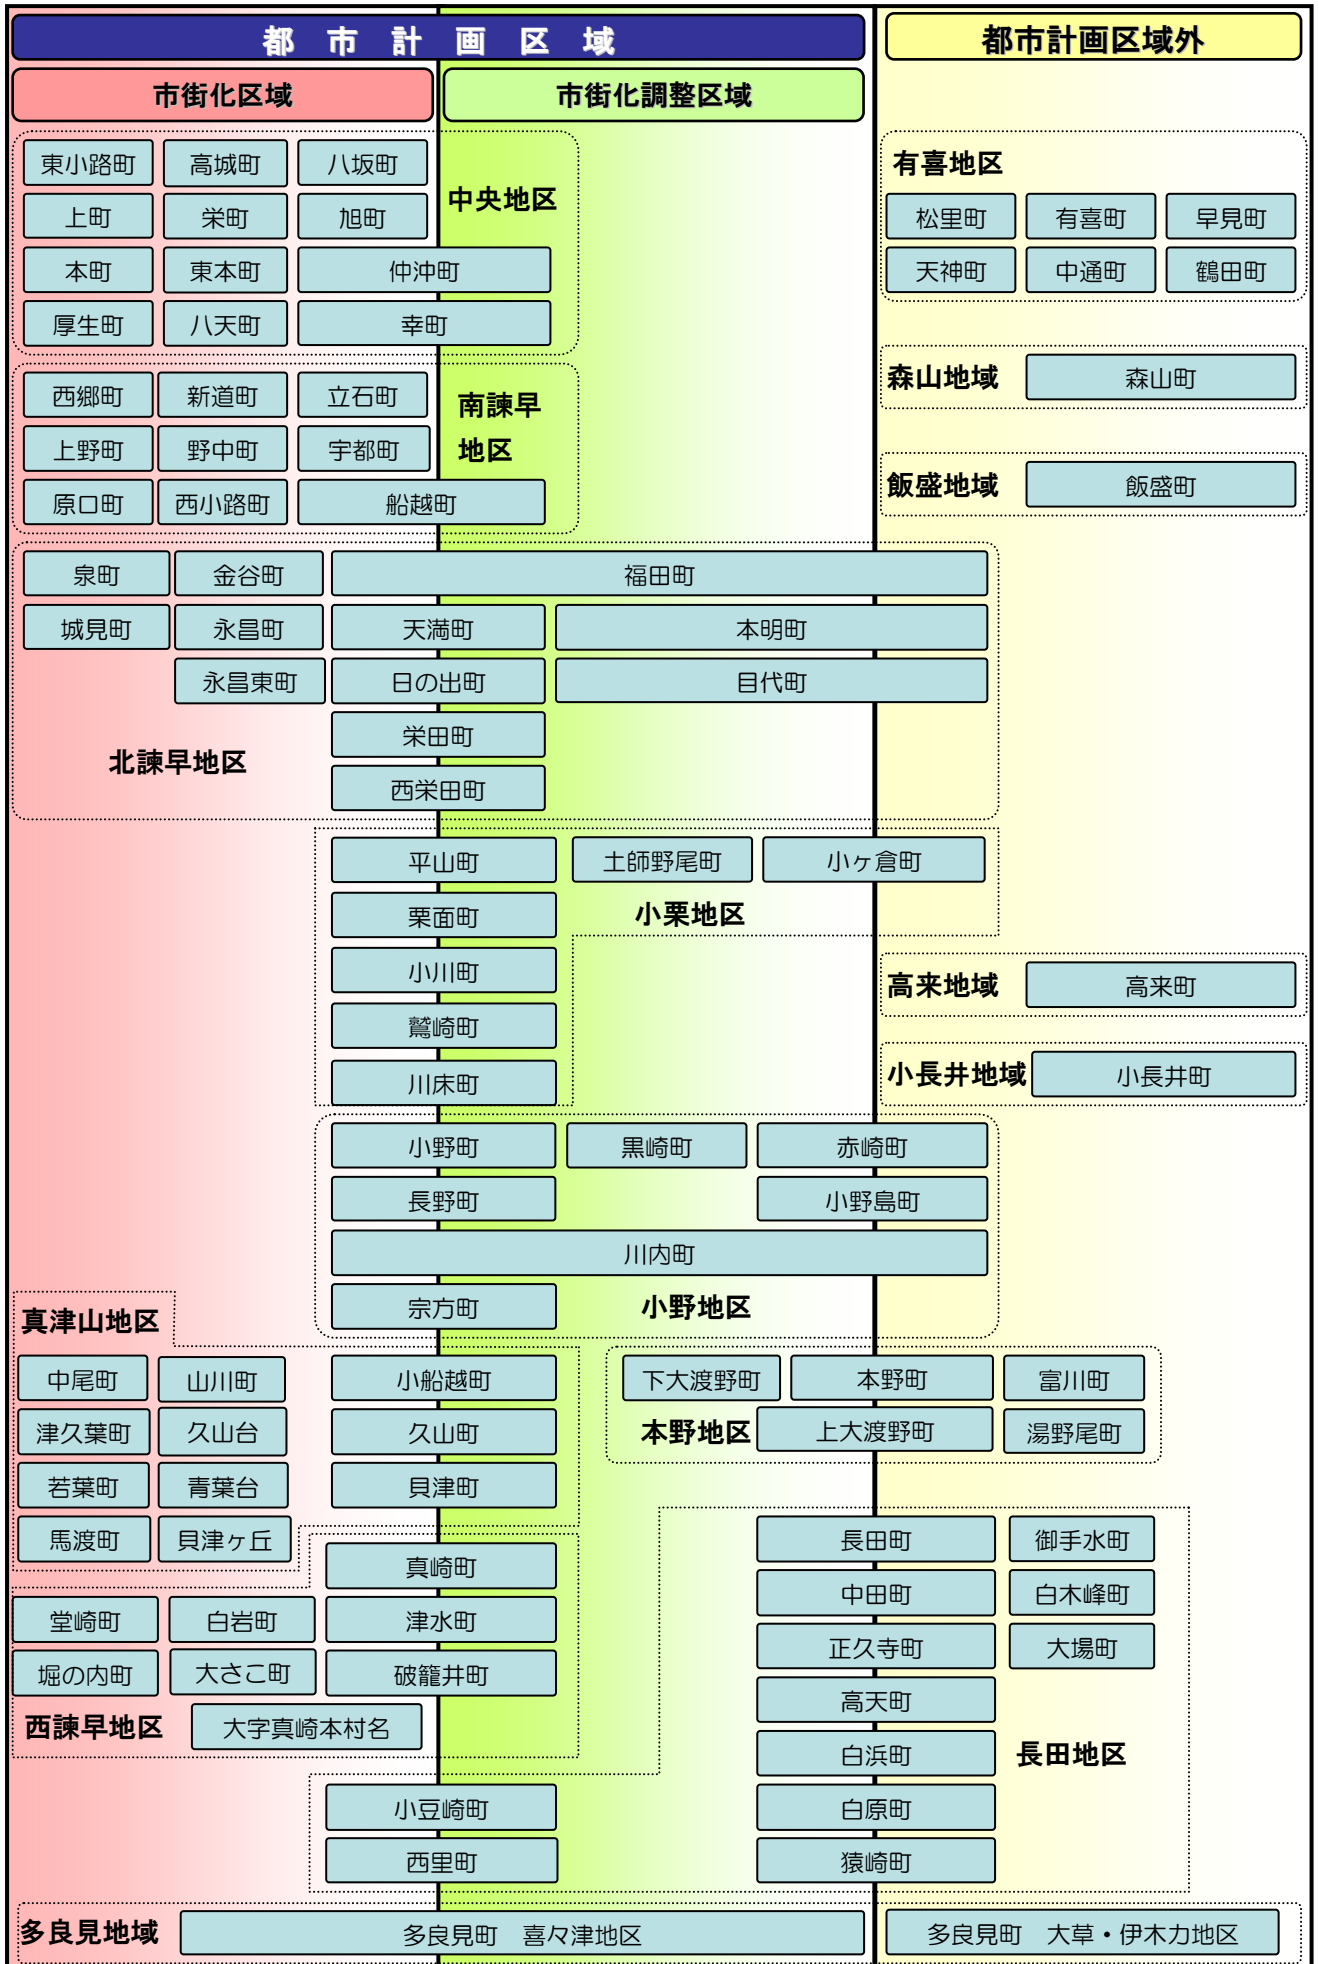 都市計画区域
都市計画区域外
市街化区域
市街化調整区域
中央地区
東小路町 高城町 八坂町
上町 栄町 旭町
本町 東本町 仲沖町
厚生町 八天町 幸町
有喜地区
松里町 有喜町 早見町
天神町 中通町 鶴田町
南諫早
地区
西郷町 新道町 立石町
上野町 野中町 宇都町
原口町 西小路町 船越町
森山地域 森山町
飯盛地域 飯盛町
泉町 金谷町 福田町
城見町 永昌町 天満町 本明町
永昌東町 日の出町 目代町
栄田町
北諫早地区
西栄田町
平山町 土師野尾町 小ヶ倉町
栗面町 小栗地区
小川町
鷲崎町
川床町
高来地域 高来町
小長井地域 小長井町
小野町 黒崎町 赤崎町
長野町 小野島町
川内町
宗方町 小野地区
真津山地区
中尾町 山川町 小船越町
津久葉町 久山台 久山町
若葉町 青葉台 貝津町
馬渡町 貝津ヶ丘
下大渡野町 本野町 富川町
本野地区 上大渡野町 湯野尾町
真崎町
堂崎町 白岩町 津水町
堀の内町 大さこ町 破籠井町
西諫早地区 大字真崎本村名
長田町 御手水町
中田町 白木峰町
正久寺町 大場町
高天町
白浜町 長田地区
小豆崎町 白原町
西里町 猿崎町
多良見地域 多良見町 喜々津地区 多良見町 大草・伊木力地区